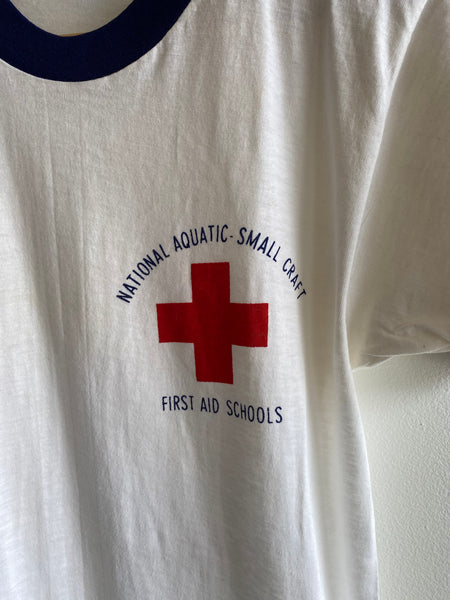 NATIONAL AQUATIC-SMALL CRAFT
FIRST AID SCHOOLS